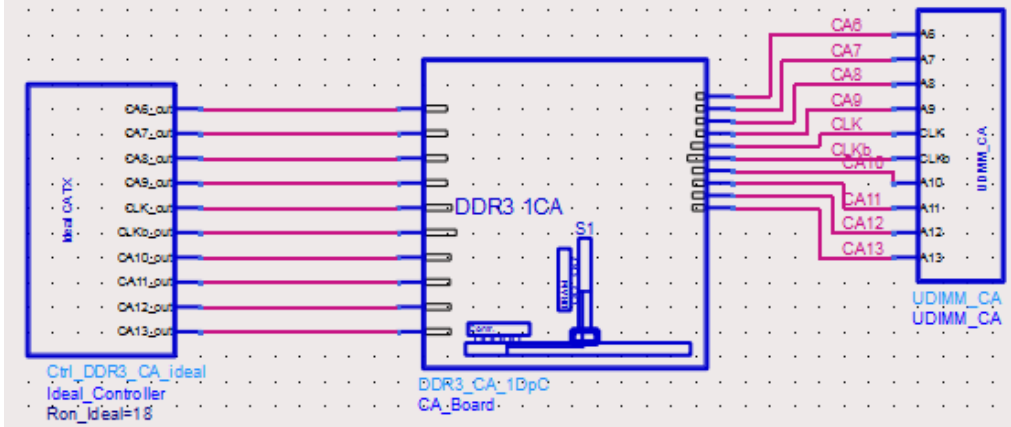 CA6
CA7
CA8
CA9
CLK
CLKb
CA10
CA11
CA12
CA13
A6
A7
A8
A9
CLK
CLKb
A10
A11
A12
A13
UDIMM_CA
UDIMM_CA
UDIMM_CA
Ideal CA TX
CA6_out
CA7_out
CA8_out
CA9_out
CLK_out
CLKb_out
CA10_out
CA11_out
CA12_out
CA13_out
Ctrl_DDR3_CA_ideal
Ideal_Controller
Ron_Ideal=18
DDR3 1CA
S1
DDR3_CA_1DpC
CA_Board